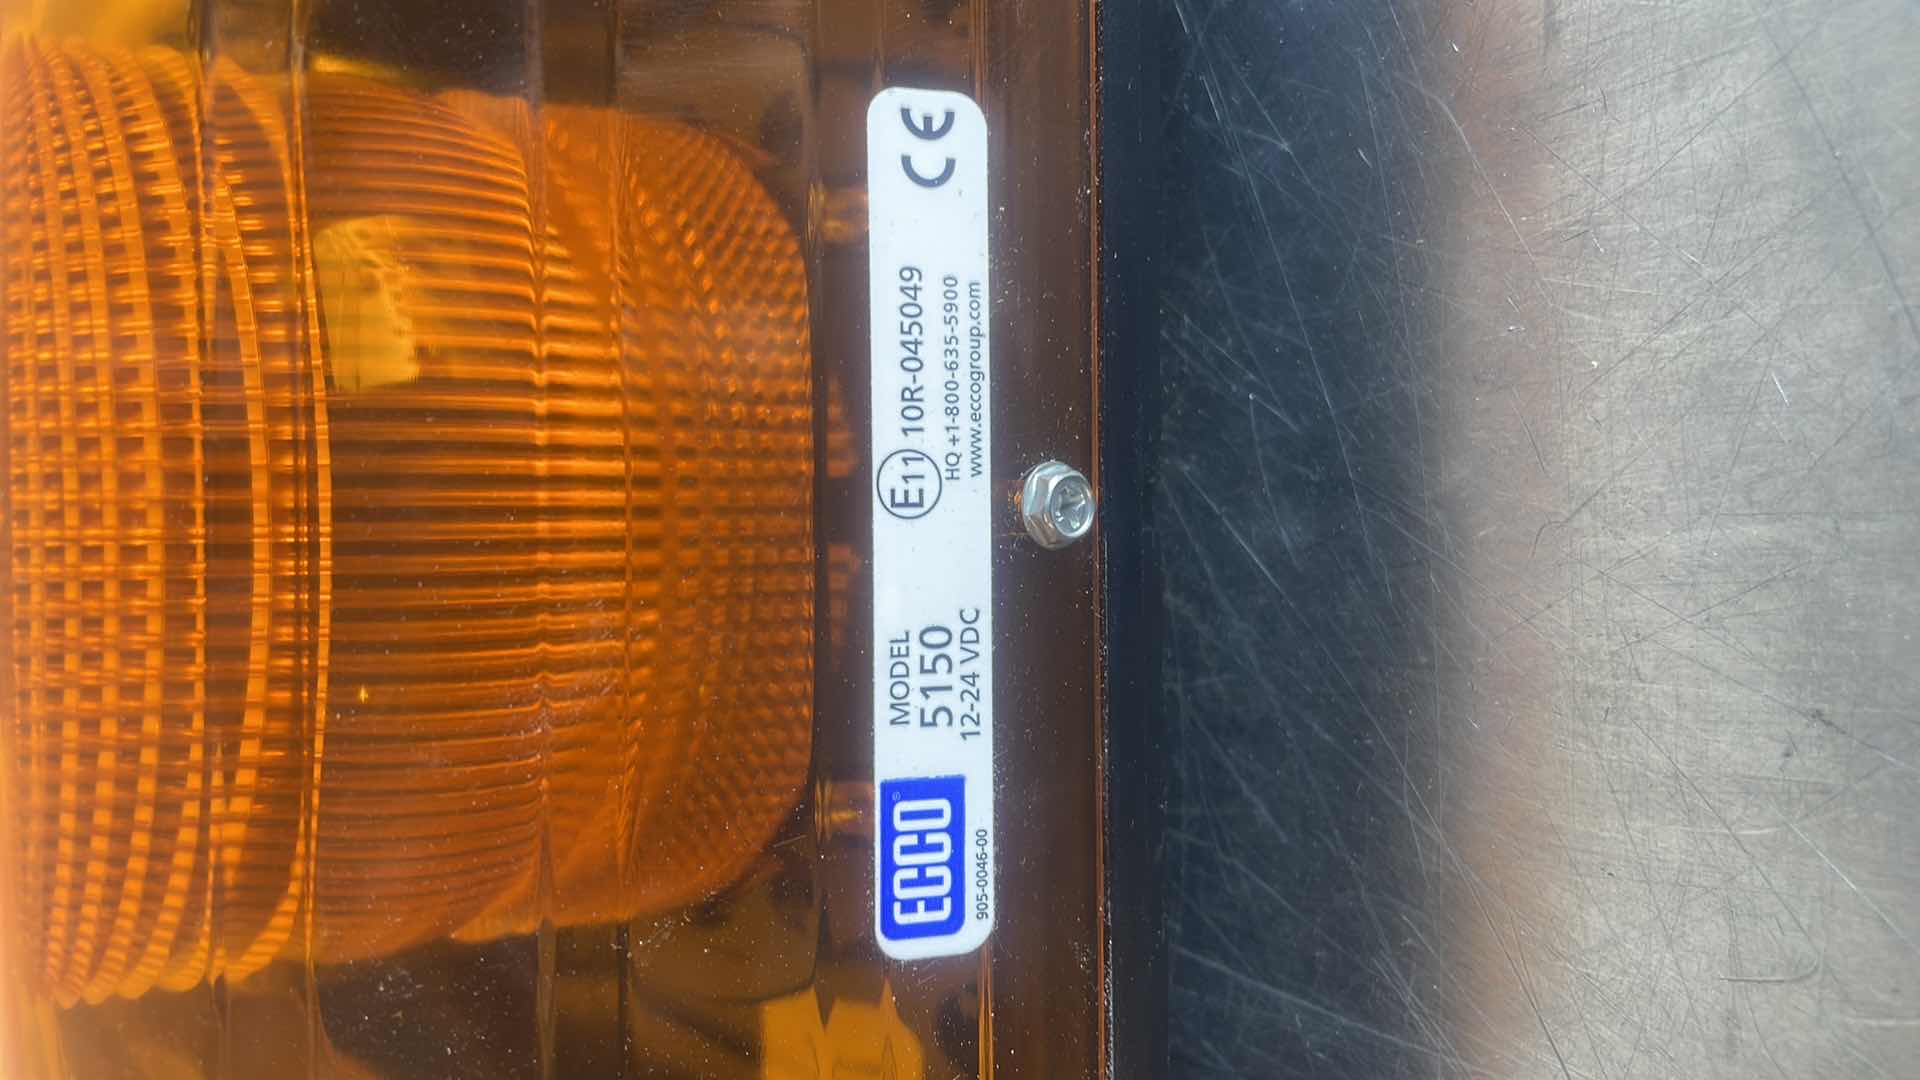 ECCO®
905-0046-00
MODEL
5150
12-24 VDC
E11 10R-045049
HQ +1-800-635-5900
www.eccogroup.com
CE